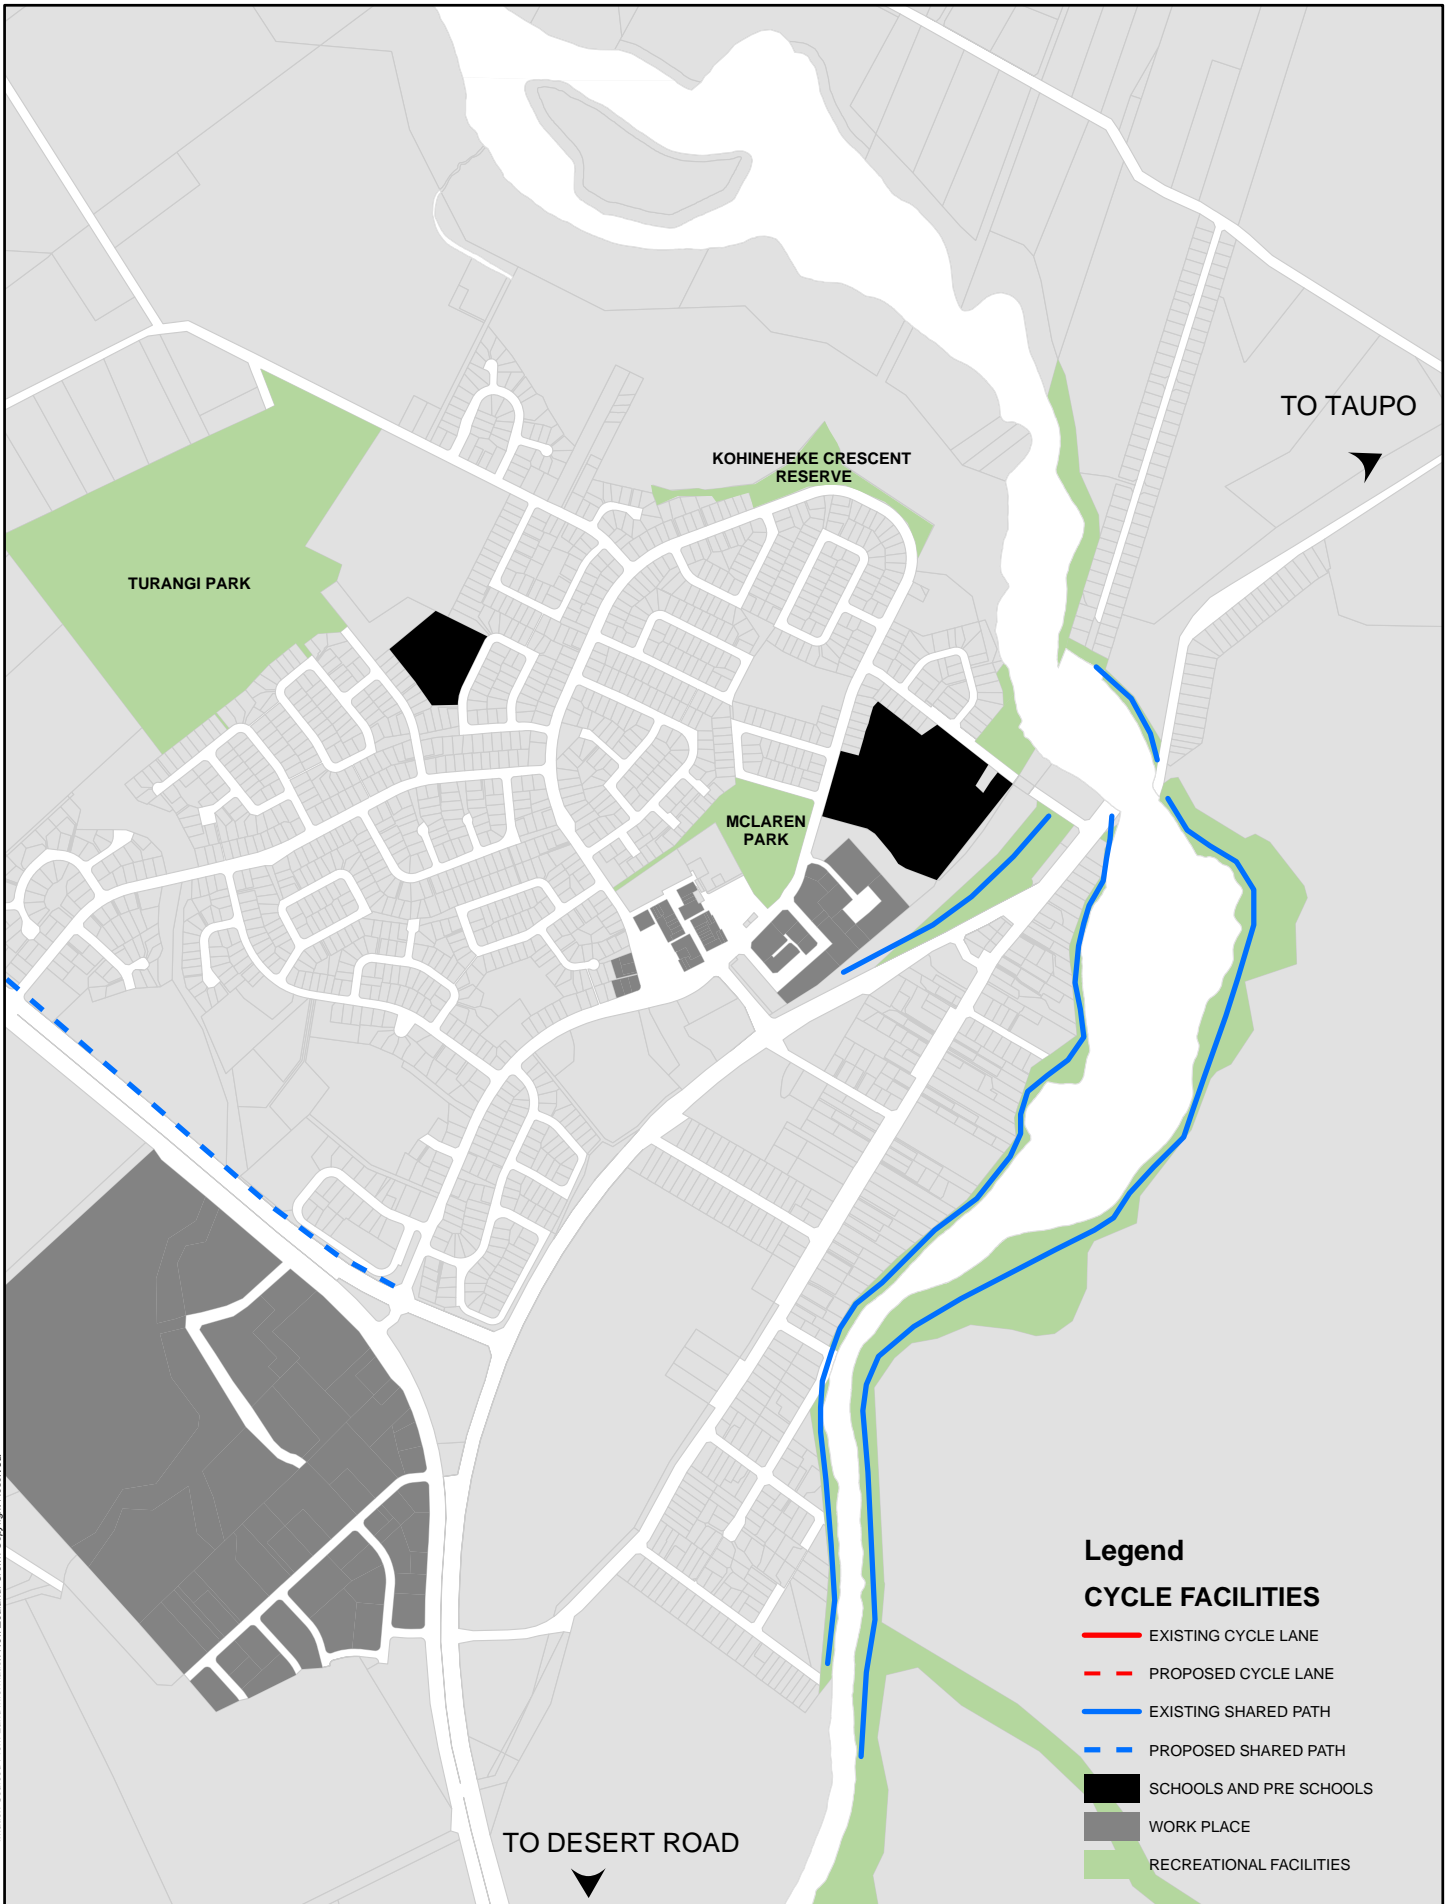 TO TAUPO
KOHINEHEKE CRESCENT
RESERVE
TURANGI PARK
MCLAREN
PARK
Legend
CYCLE FACILITIES
EXISTING CYCLE LANE
PROPOSED CYCLE LANE
EXISTING SHARED PATH
PROPOSED SHARED PATH
SCHOOLS AND PRE SCHOOLS
WORK PLACE
RECREATIONAL FACILITIES
TO DESERT ROAD